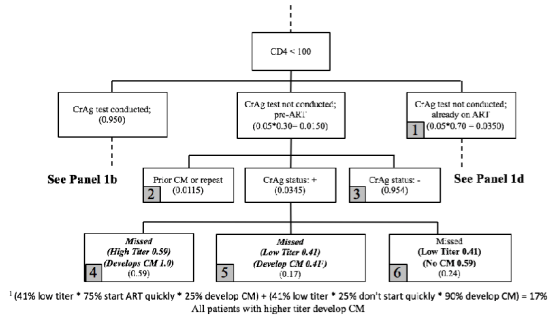 CD4 < 100
CrAg test conducted;
(0.950)
CrAg test not conducted;
pre-ART
(0.05*0.30= 0.0150)
CrAg test not conducted;
already on ART
1 (0.05*0.70 = 0.0350)
See Panel 1b
See Panel 1d
Prior CM or repeat
2 (0.0115)
CrAg status: +
(0.0345)
CrAg status: -
3 (0.954)
Missed
(High Titer 0.59)
(Develops CM 1.0)
4 (0.59)
Missed
(Low Titer 0.41)
(Develop CM 0.41¹)
5 (0.17)
Missed
(Low Titer 0.41)
(No CM 0.59)
6 (0.24)
¹ (41% low titer * 75% start ART quickly * 25% develop CM) + (41% low titer * 25% don't start quickly * 90% develop CM) = 17%
All patients with higher titer develop CM